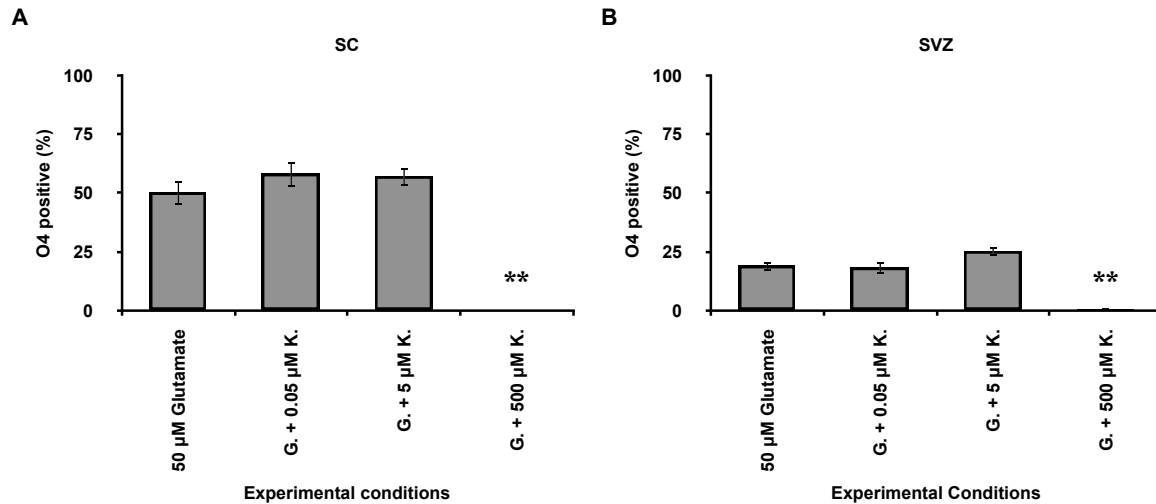 A
SC
O4 positive (%)
100
75
50
25
0
**
50 µM Glutamate
G. + 0.05 µM K.
G. + 5 µM K.
G. + 500 µM K.
Experimental conditions
B
SVZ
O4 positive (%)
100
75
50
25
0
**
50 µM Glutamate
G. + 0.05 µM K.
G. + 5 µM K.
G. + 500 µM K.
Experimental Conditions